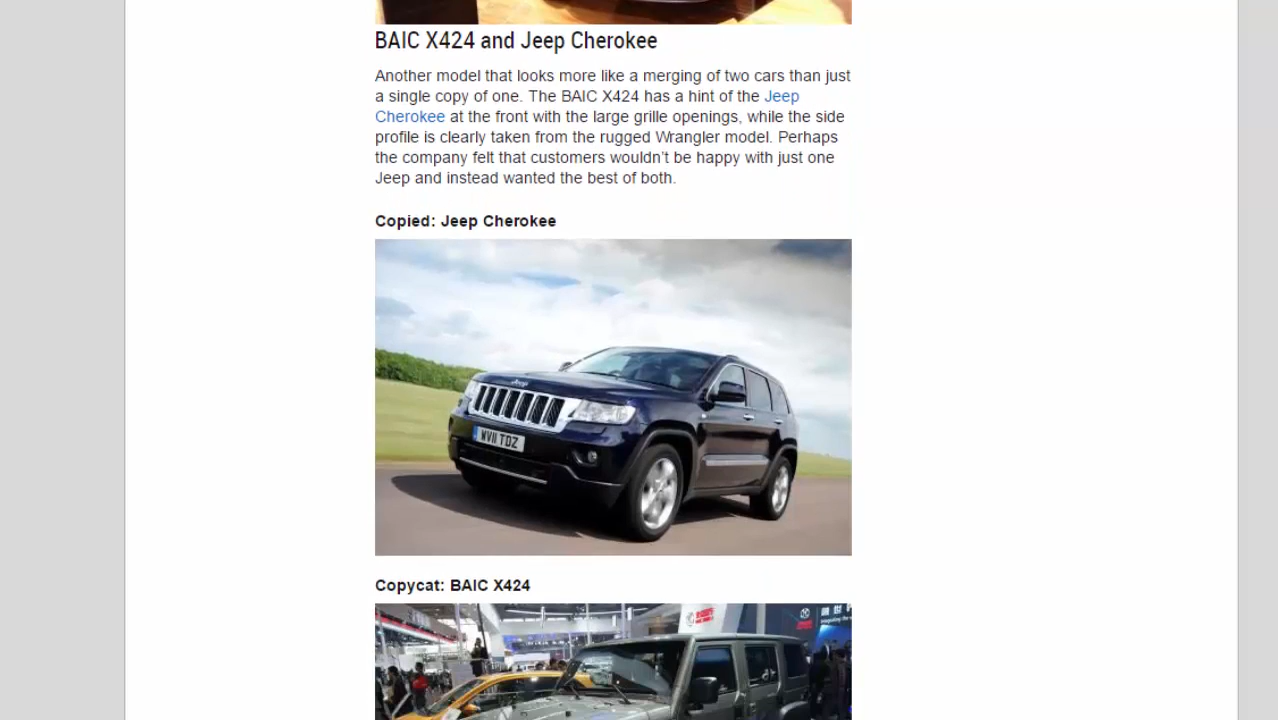 BAIC X424 and Jeep Cherokee
Another model that looks more like a merging of two cars than just
a single copy of one. The BAIC X424 has a hint of the Jeep
Cherokee at the front with the large grille openings, while the side
profile is clearly taken from the rugged Wrangler model. Perhaps
the company felt that customers wouldn't be happy with just one
Jeep and instead wanted the best of both.
Copied: Jeep Cherokee
Jeep
WV11 TDZ
Copycat: BAIC X424